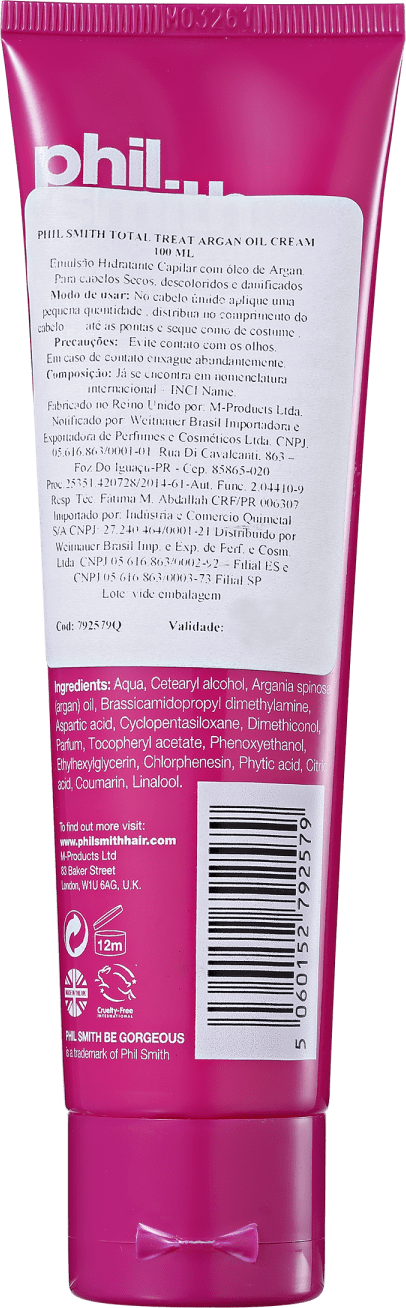 M03261
phil
PHIL SMITH TOTAL TREAT ARGAN OIL CREAM
100 ML
Emulsão Hidratante Capilar com óleo de Argan.
Para cabelos Secos, descoloridos e danificados
Modo de usar: No cabelo úmido aplique uma
pequena quentidade , distribua no comprimento do
cabelo até as pontas e seque como de costume .
Precauções: Evite contato com os olhos.
Em caso de contato enxague abundantemente.
Composição: Já se encontra em nomenclatura
internacional – INCI Name.
Fabricado no Reino Unido por: M-Products Ltda.
Notificado por: Weitnauer Brasil Importadora e
Exportadora de Perfumes e Cosméticos Ltda. CNPJ.
05.616.863/0001-01 Rua Di Cavalcanti, 863 –
Foz Do Iguaçu-PR - Cep. 85865-020
Proc.25351.420728/2014-61-Aut. Func. 2.04410-9
Resp Tec. Fátima M. Abdallah CRF/PR 006307
Importado por: Indústria e Comercio Quimetal
S/A CNPJ: 27.240.464/0001-21 Distribuido por
Weitnauer Brasil Imp. e Exp. de Perf. e Cosm.
Ltda. CNPJ 05.616.863/0002-92 – Filial ES e
CNPJ 05.616.863/0003-73 Filial SP
Lote: vide embalagem
Cod: 792579Q Validade:
Ingredients: Aqua, Cetearyl alcohol, Argania spinosa
(argan) oil, Brassicamidopropyl dimethylamine,
Aspartic acid, Cyclopentasiloxane, Dimethiconol,
Parfum, Tocopheryl acetate, Phenoxyethanol,
Ethylhexylglycerin, Chlorphenesin, Phytic acid, Citric
acid, Coumarin, Linalool.
To find out more visit:
www.philsmithhair.com
M-Products Ltd
83 Baker Street
London, W1U 6AG, U.K.
12m
MADE IN THE UK
Cruelty-Free
INTERNATIONAL
PHIL SMITH BE GORGEOUS
is a trademark of Phil Smith
5 060152 792579